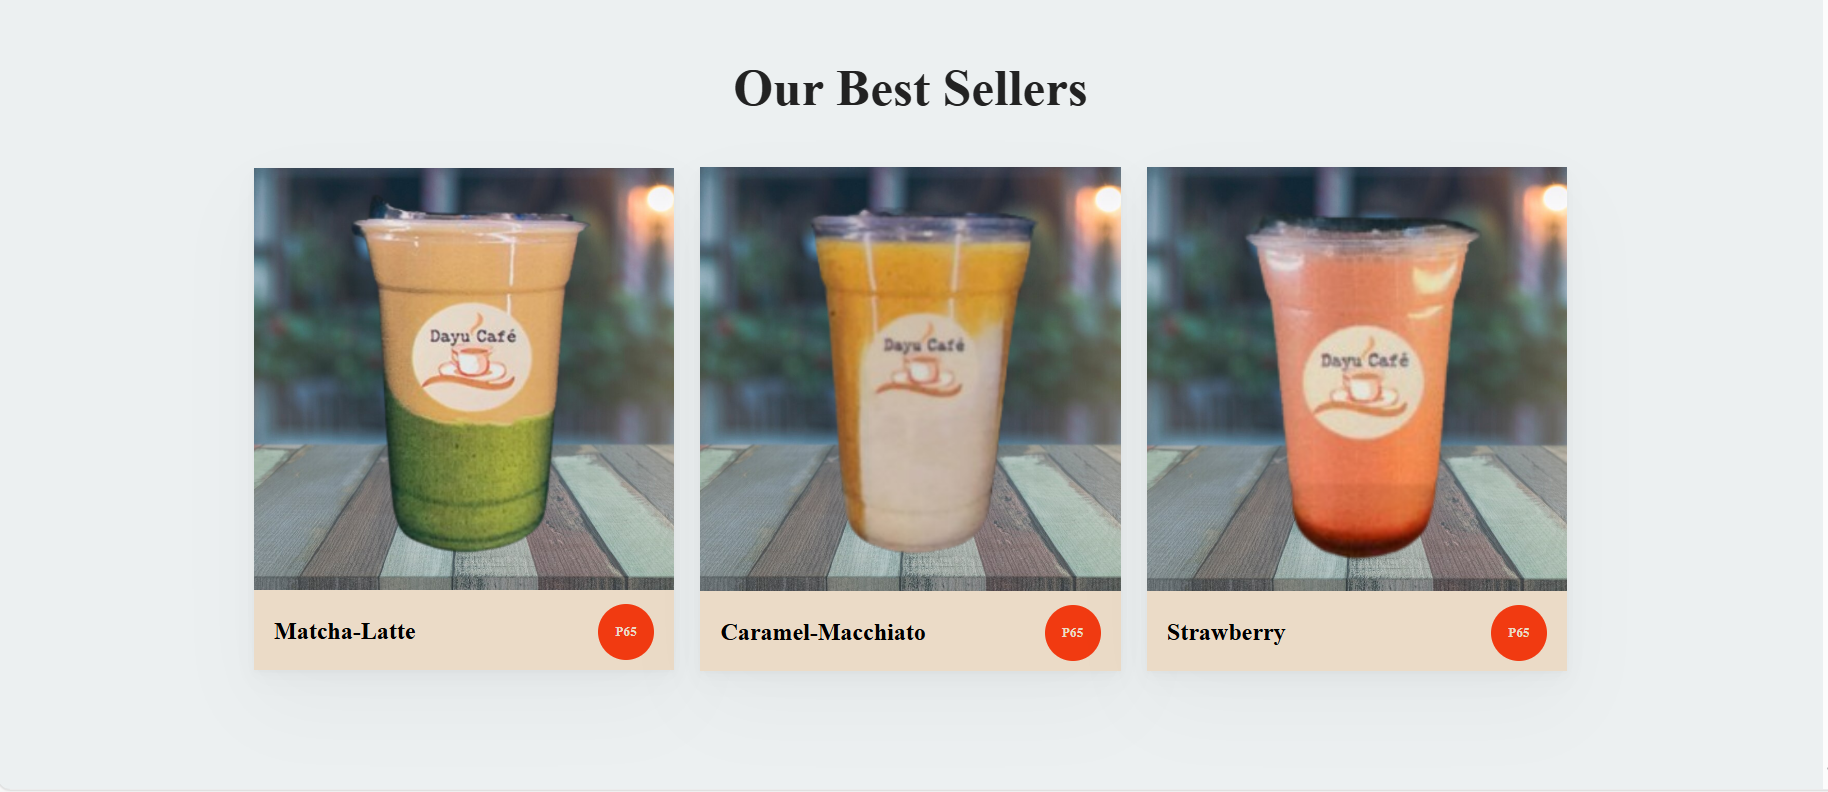 Our Best Sellers
Dayu Café
Dayu Café
Dayu Café
Matcha-Latte
P65
Caramel-Macchiato
P65
Strawberry
P65